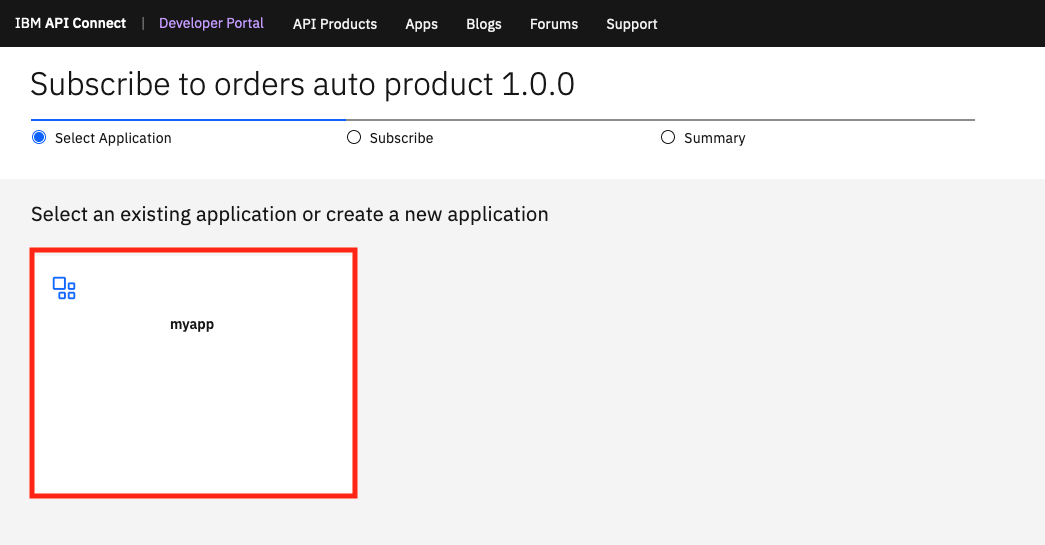 IBM API Connect | Developer Portal API Products Apps Blogs Forums Support
Subscribe to orders auto product 1.0.0
Select Application Subscribe Summary
Select an existing application or create a new application
myapp